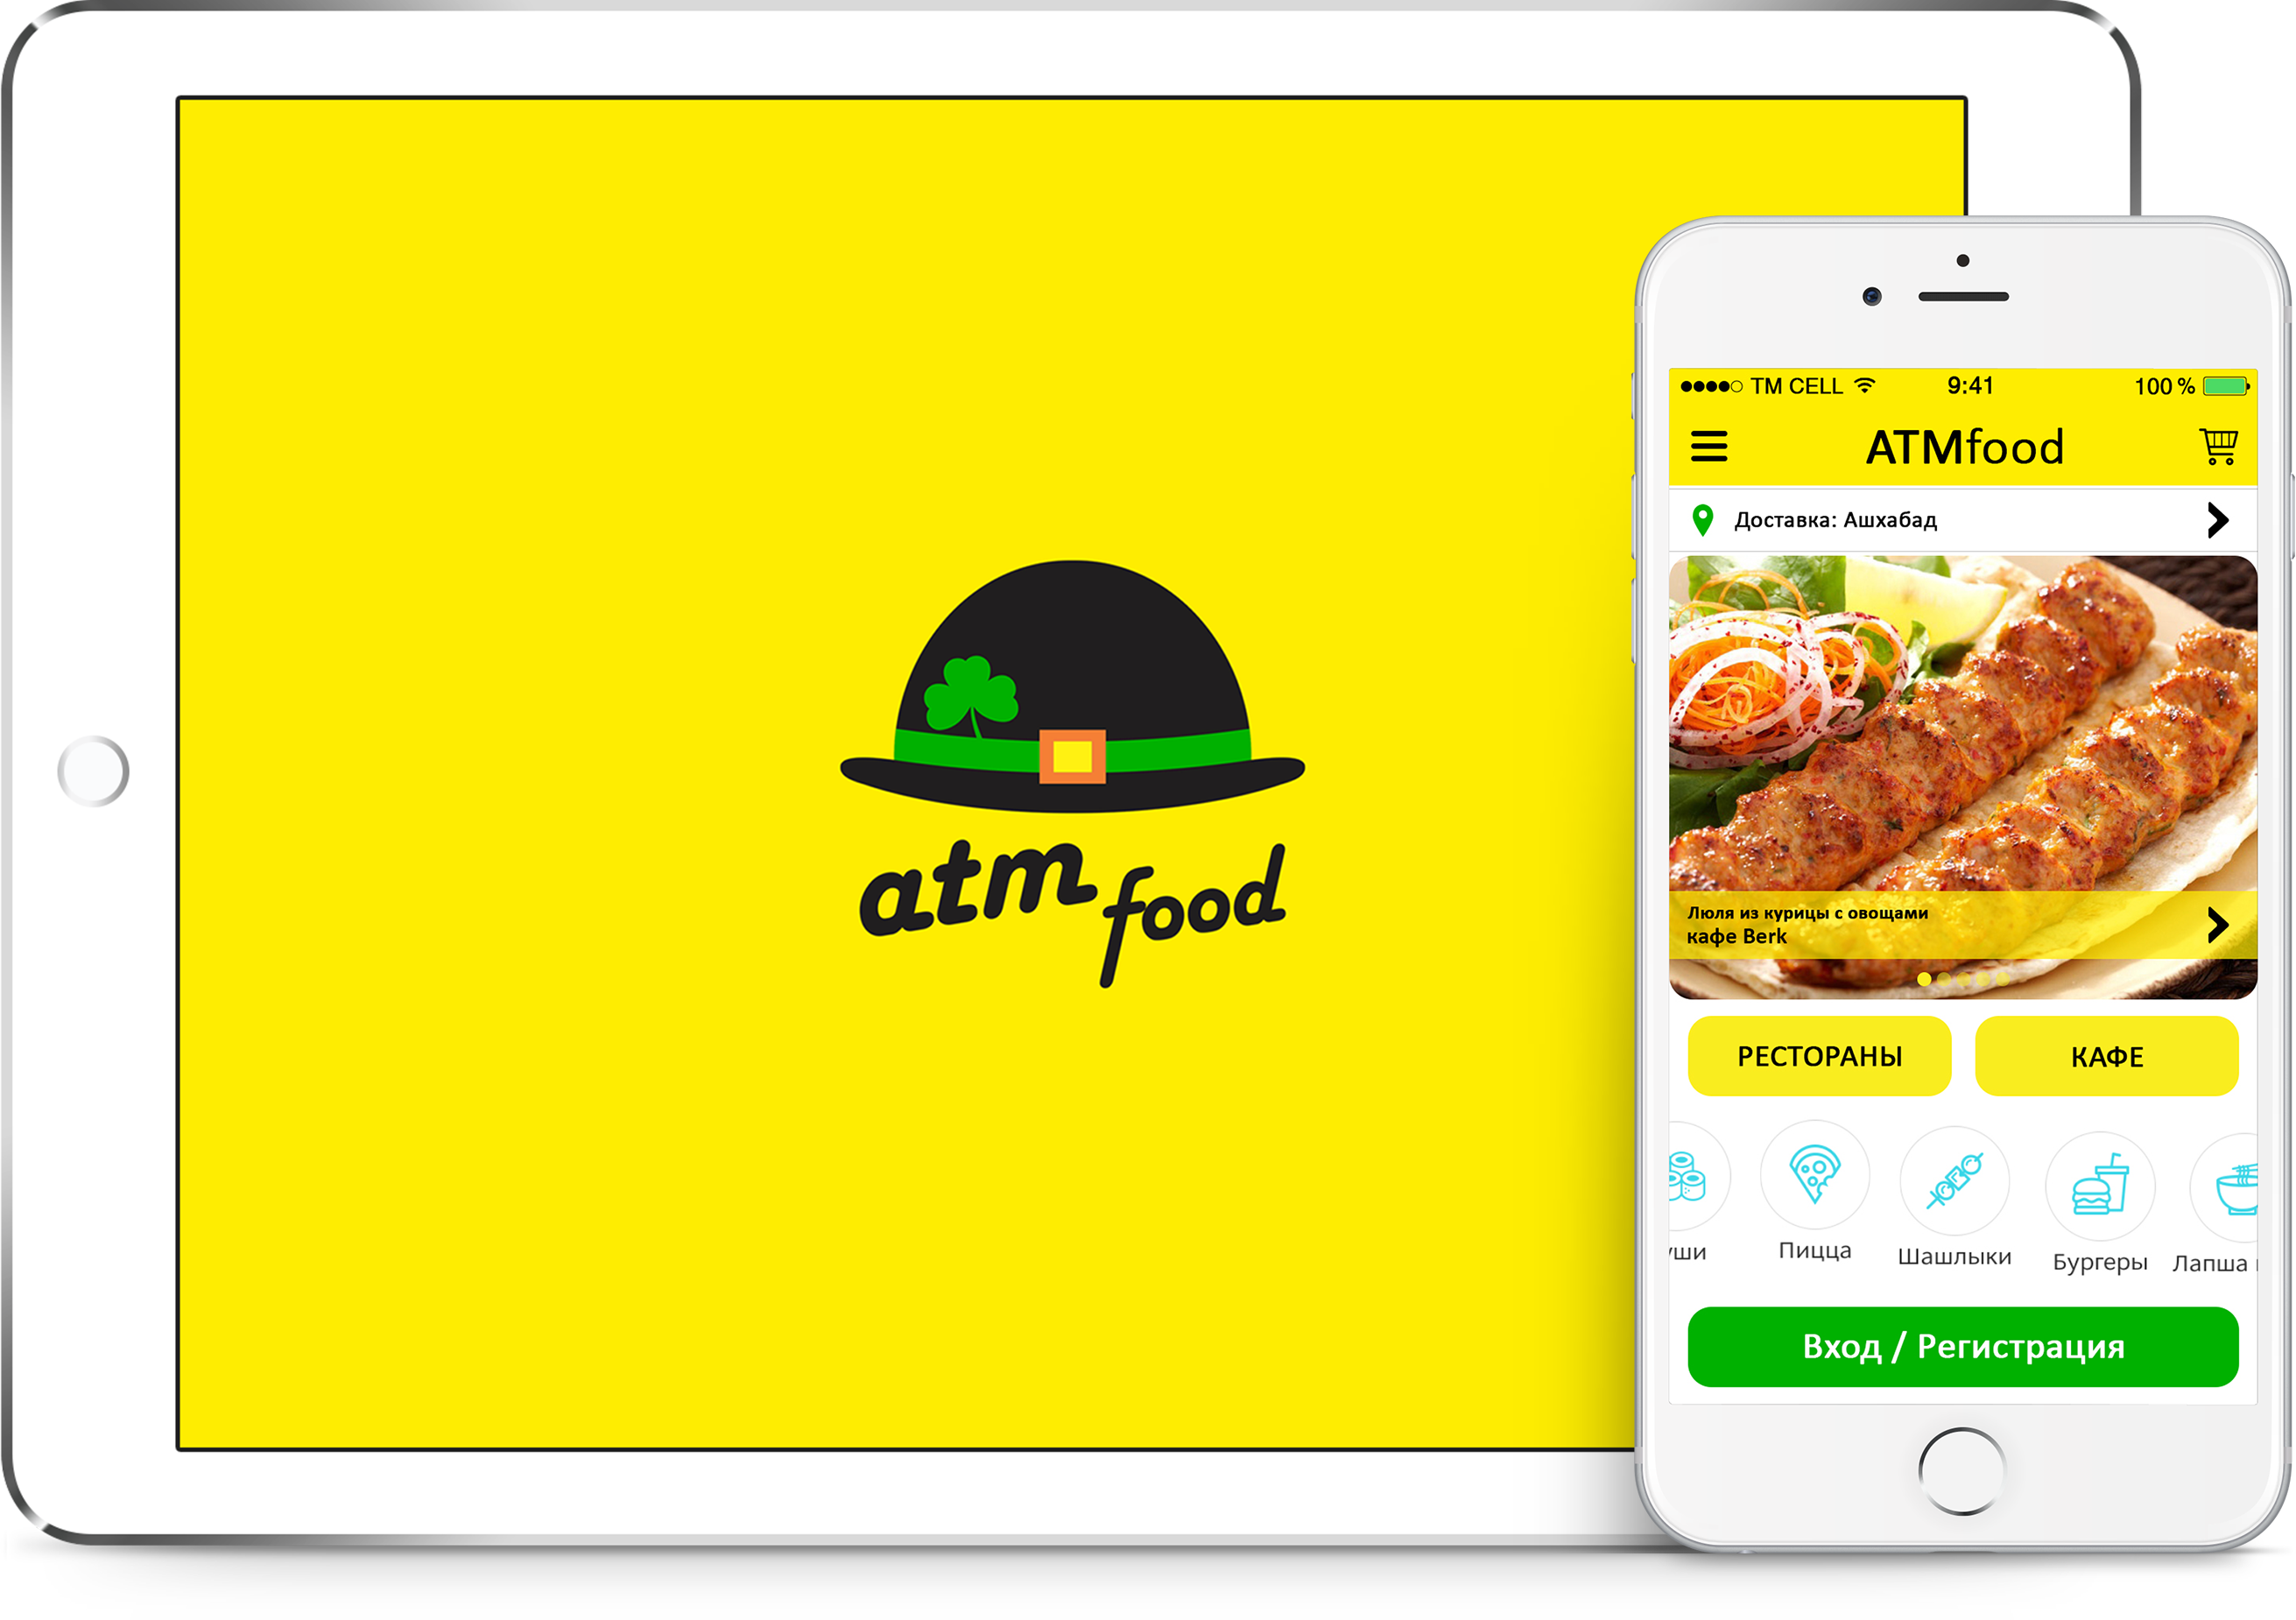 atm food
TM CELL 9:41 100 %
ATMfood
Доставка: Ашхабад
Люля из курицы с овощами
кафе Berk
РЕСТОРАНЫ КАФЕ
Пицца Шашлыки Бургеры Лапша
Вход / Регистрация